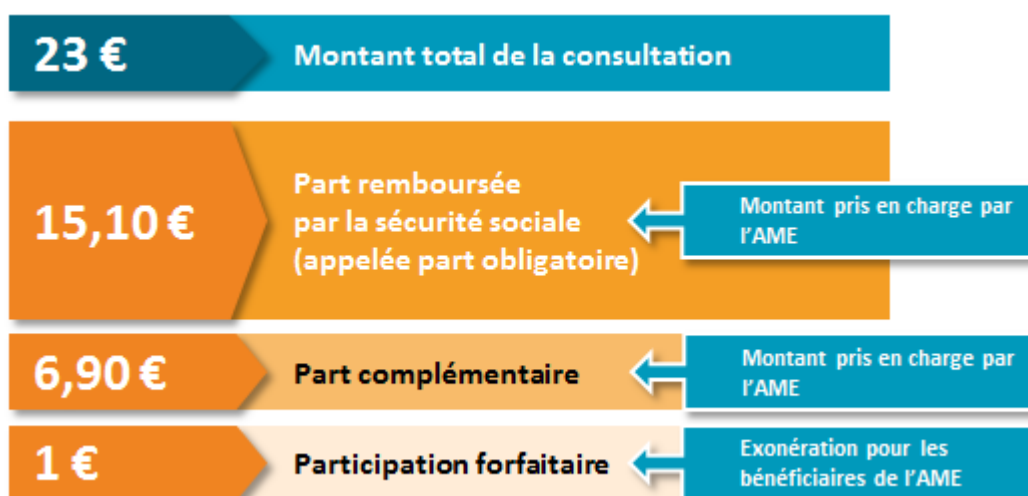 23 € Montant total de la consultation
Part remboursée
15,10 € par la sécurité sociale
(appelée part obligatoire)
Montant pris en charge par
l'AME
6,90 € Part complémentaire
Montant pris en charge par
l'AME
1 € Participation forfaitaire
Exonération pour les
bénéficiaires de l'AME